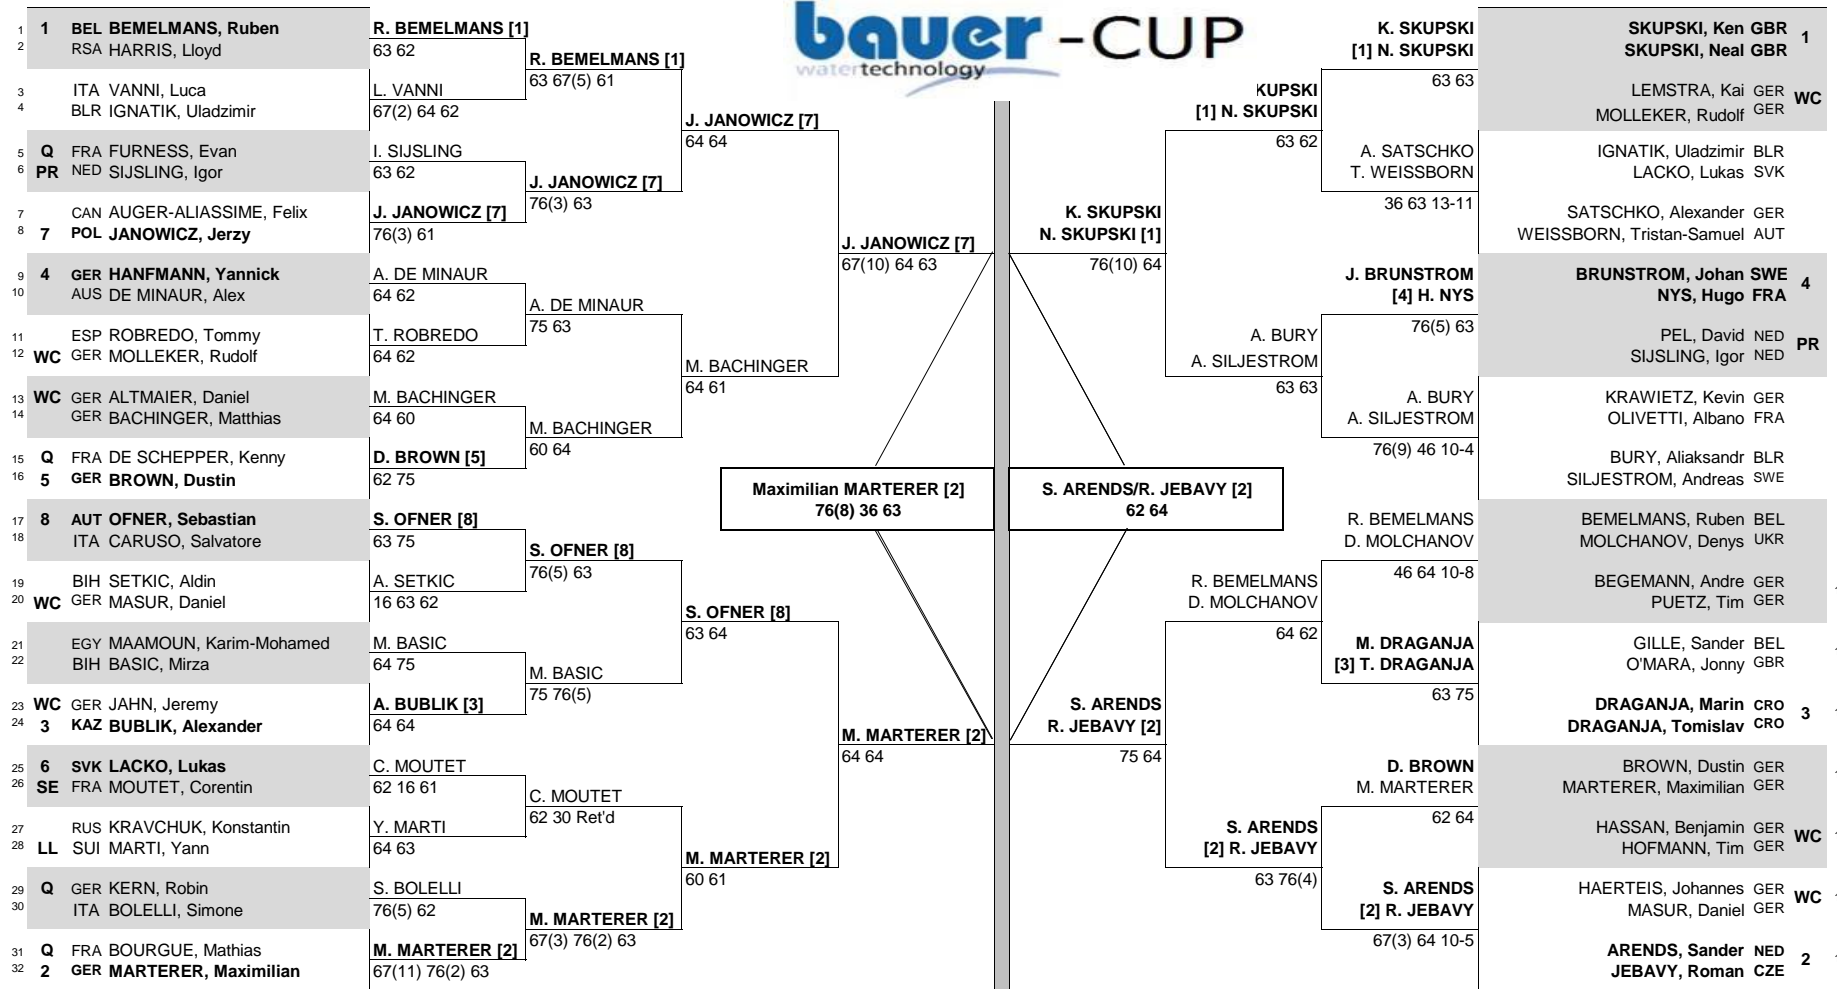 bauer-CUP
watertechnology
1 1 BEL BEMELMANS, Ruben
2 RSA HARRIS, Lloyd
3 ITA VANNI, Luca
4 BLR IGNATIK, Uladzimir
5 Q FRA FURNESS, Evan
6 PR NED SIJSLING, Igor
7 CAN AUGER-ALIASSIME, Felix
8 7 POL JANOWICZ, Jerzy
9 4 GER HANFMANN, Yannick
10 AUS DE MINAUR, Alex
11 ESP ROBREDO, Tommy
12 WC GER MOLLEKER, Rudolf
13 WC GER ALTMAIER, Daniel
14 GER BACHINGER, Matthias
15 Q FRA DE SCHEPPER, Kenny
16 5 GER BROWN, Dustin
17 8 AUT OFNER, Sebastian
18 ITA CARUSO, Salvatore
19 BIH SETKIC, Aldin
20 WC GER MASUR, Daniel
21 EGY MAAMOUN, Karim-Mohamed
22 BIH BASIC, Mirza
23 WC GER JAHN, Jeremy
24 3 KAZ BUBLIK, Alexander
25 6 SVK LACKO, Lukas
26 SE FRA MOUTET, Corentin
27 RUS KRAVCHUK, Konstantin
28 LL SUI MARTI, Yann
29 Q GER KERN, Robin
30 ITA BOLELLI, Simone
31 Q FRA BOURGUE, Mathias
32 2 GER MARTERER, Maximilian
R. BEMELMANS [1]
63 62
L. VANNI
67(2) 64 62
I. SIJSLING
63 62
J. JANOWICZ [7]
76(3) 61
A. DE MINAUR
64 62
T. ROBREDO
64 62
M. BACHINGER
64 60
D. BROWN [5]
62 75
S. OFNER [8]
63 75
A. SETKIC
16 63 62
M. BASIC
64 75
A. BUBLIK [3]
64 64
C. MOUTET
62 16 61
Y. MARTI
64 63
S. BOLELLI
76(5) 62
M. MARTERER [2]
67(11) 76(2) 63
R. BEMELMANS [1]
63 67(5) 61
J. JANOWICZ [7]
76(3) 63
A. DE MINAUR
75 63
M. BACHINGER
60 64
S. OFNER [8]
76(5) 63
M. BASIC
75 76(5)
C. MOUTET
62 30 Ret'd
M. MARTERER [2]
67(3) 76(2) 63
J. JANOWICZ [7]
64 64
M. BACHINGER
64 61
S. OFNER [8]
63 64
M. MARTERER [2]
60 61
J. JANOWICZ [7]
67(10) 64 63
M. MARTERER [2]
64 64
Maximilian MARTERER [2]
76(8) 36 63
S. ARENDS/R. JEBAVY [2]
62 64
K. SKUPSKI
N. SKUPSKI [1]
76(10) 64
S. ARENDS
R. JEBAVY [2]
75 64
KUPSKI
[1] N. SKUPSKI
63 62
A. BURY
A. SILJESTROM
63 63
R. BEMELMANS
D. MOLCHANOV
64 62
S. ARENDS
[2] R. JEBAVY
63 76(4)
K. SKUPSKI
[1] N. SKUPSKI
63 63
A. SATSCHKO
T. WEISSBORN
36 63 13-11
J. BRUNSTROM
[4] H. NYS
76(5) 63
A. BURY
A. SILJESTROM
76(9) 46 10-4
R. BEMELMANS
D. MOLCHANOV
46 64 10-8
M. DRAGANJA
[3] T. DRAGANJA
63 75
D. BROWN
M. MARTERER
62 64
S. ARENDS
[2] R. JEBAVY
67(3) 64 10-5
SKUPSKI, Ken GBR 1
SKUPSKI, Neal GBR
LEMSTRA, Kai GER WC
MOLLEKER, Rudolf GER
IGNATIK, Uladzimir BLR
LACKO, Lukas SVK
SATSCHKO, Alexander GER
WEISSBORN, Tristan-Samuel AUT
BRUNSTROM, Johan SWE 4
NYS, Hugo FRA
PEL, David NED PR
SIJSLING, Igor NED
KRAWIETZ, Kevin GER
OLIVETTI, Albano FRA
BURY, Aliaksandr BLR
SILJESTROM, Andreas SWE
BEMELMANS, Ruben BEL
MOLCHANOV, Denys UKR
BEGEMANN, Andre GER
PUETZ, Tim GER
GILLE, Sander BEL
O'MARA, Jonny GBR
DRAGANJA, Marin CRO 3
DRAGANJA, Tomislav CRO
BROWN, Dustin GER
MARTERER, Maximilian GER
HASSAN, Benjamin GER WC
HOFMANN, Tim GER
HAERTEIS, Johannes GER WC
MASUR, Daniel GER
ARENDS, Sander NED 2
JEBAVY, Roman CZE